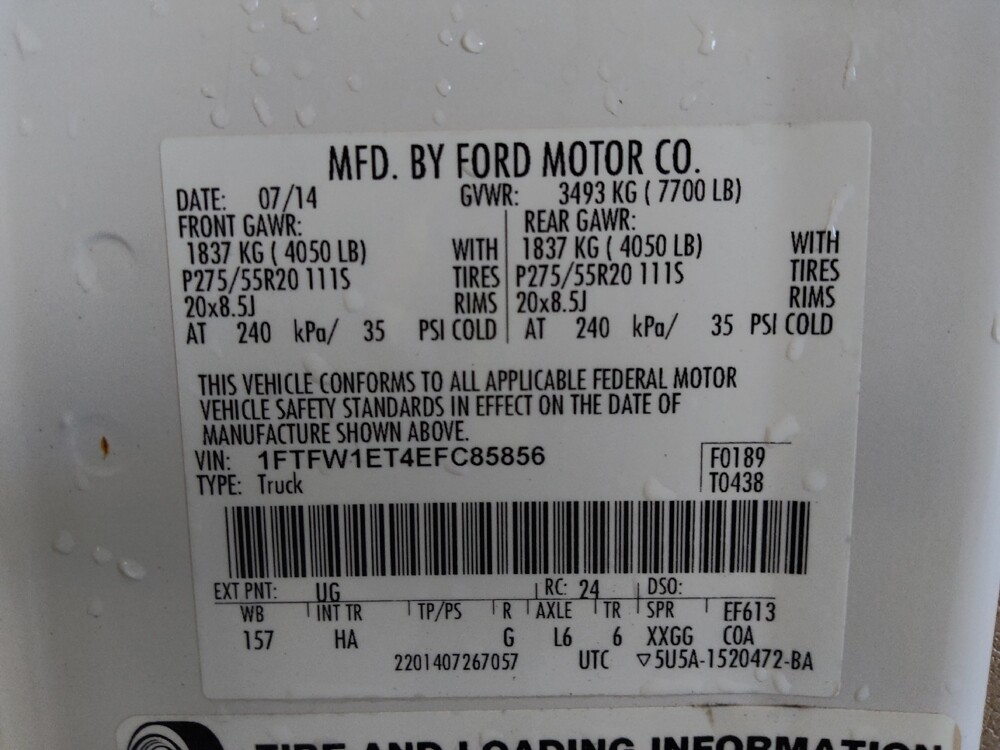 MFD. BY FORD MOTOR CO.
DATE: 07/14 GVWR: 3493 KG ( 7700 LB)
FRONT GAWR: REAR GAWR:
1837 KG ( 4050 LB) WITH 1837 KG ( 4050 LB) WITH
P275/55R20 111S TIRES P275/55R20 111S TIRES
20x8.5J RIMS 20x8.5J RIMS
AT 240 kPa/ 35 PSI COLD AT 240 kPa/ 35 PSI COLD
THIS VEHICLE CONFORMS TO ALL APPLICABLE FEDERAL MOTOR
VEHICLE SAFETY STANDARDS IN EFFECT ON THE DATE OF
MANUFACTURE SHOWN ABOVE.
VIN: 1FTFW1ET4EFC85856 F0189
TYPE: Truck T0438
EXT PNT: UG RC: 24 DSO:
WB INT TR TP/PS R AXLE TR SPR EF613
157 HA G L6 6 XXGG COA
2201407267057 UTC ▽5U5A-1520472-BA
TIRE AND LOADING INFORMATION